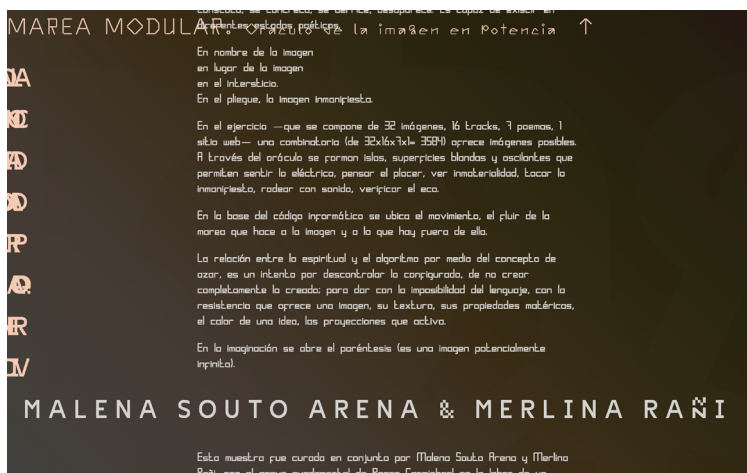 MAREA MODULAR. Oráculo de la imagen en Potencia ↑
diferentes estados poéticos.
En nombre de la imagen
en lugar de la imagen
en el intersticio.
En el pliegue, la imagen inmanifiesta.
En el ejercicio —que se compone de 32 imágenes, 16 tracks, 7 poemas, 1
sitio web— una combinatoria (de 32x16x7x1= 3584) ofrece imágenes posibles.
A través del oráculo se forman islas, superficies blandas y oscilantes que
permiten sentir lo eléctrico, pensar el placer, ver inmaterialidad, tocar lo
inmanifiesto, rodear con sonido, verificar el eco.
En la base del código informático se ubica el movimiento, el fluir de la
marea que hace a la imagen y a lo que hay fuera de ella.
La relación entre lo espiritual y el algoritmo por medio del concepto de
azar, es un intento por descontrolar lo configurado, de no crear
completamente lo creado; para dar con la imposibilidad del lenguaje, con la
resistencia que ofrece una imagen, su textura, sus propiedades matéricas,
el color de una idea, las proyecciones que activa.
En la imaginación se abre el paréntesis (es una imagen potencialmente
infinita).
MALENA SOUTO ARENA & MERLINA RAÑI
Esta muestra fue curada en conjunto por Malena Souto Arena y Merlina